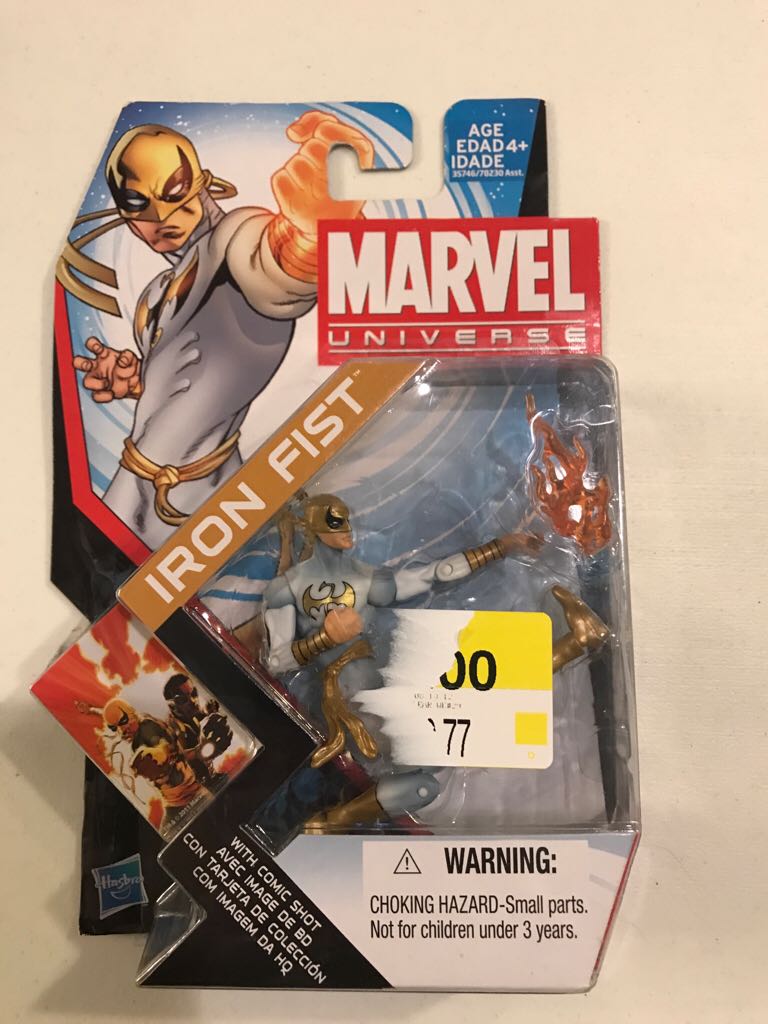 AGE
EDAD 4+
IDADE
35746/70230 Asst.
MARVEL
UNIVERSE
IRON FIST™
00
77
WITH COMIC SHOT
AVEC IMAGE DE BD
CON TARJETA DE COLECCIÓN
COM IMAGEM DA HQ
Hasbro
⚠ WARNING:
CHOKING HAZARD-Small parts.
Not for children under 3 years.